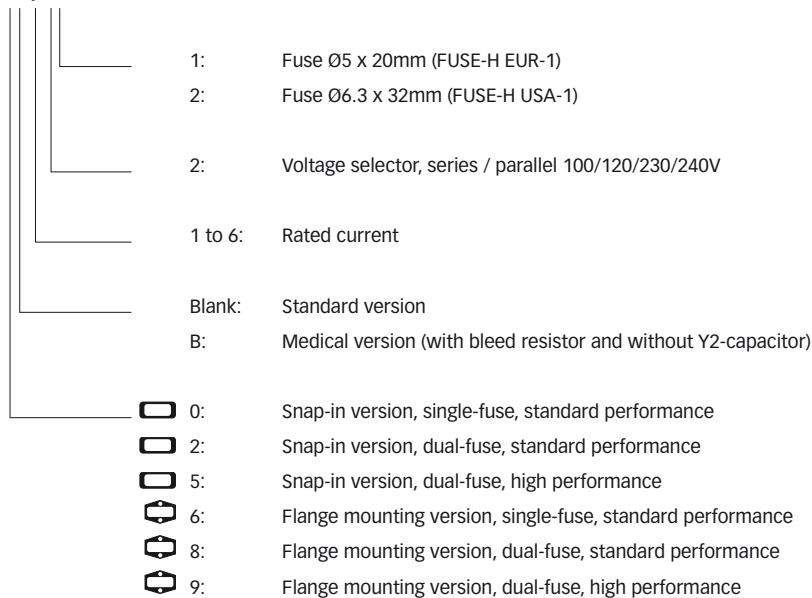 1: Fuse Ø5 x 20mm (FUSE-H EUR-1)
2: Fuse Ø6.3 x 32mm (FUSE-H USA-1)
2: Voltage selector, series / parallel 100/120/230/240V
1 to 6: Rated current
Blank: Standard version
B: Medical version (with bleed resistor and without Y2-capacitor)
0: Snap-in version, single-fuse, standard performance
2: Snap-in version, dual-fuse, standard performance
5: Snap-in version, dual-fuse, high performance
6: Flange mounting version, single-fuse, standard performance
8: Flange mounting version, dual-fuse, standard performance
9: Flange mounting version, dual-fuse, high performance